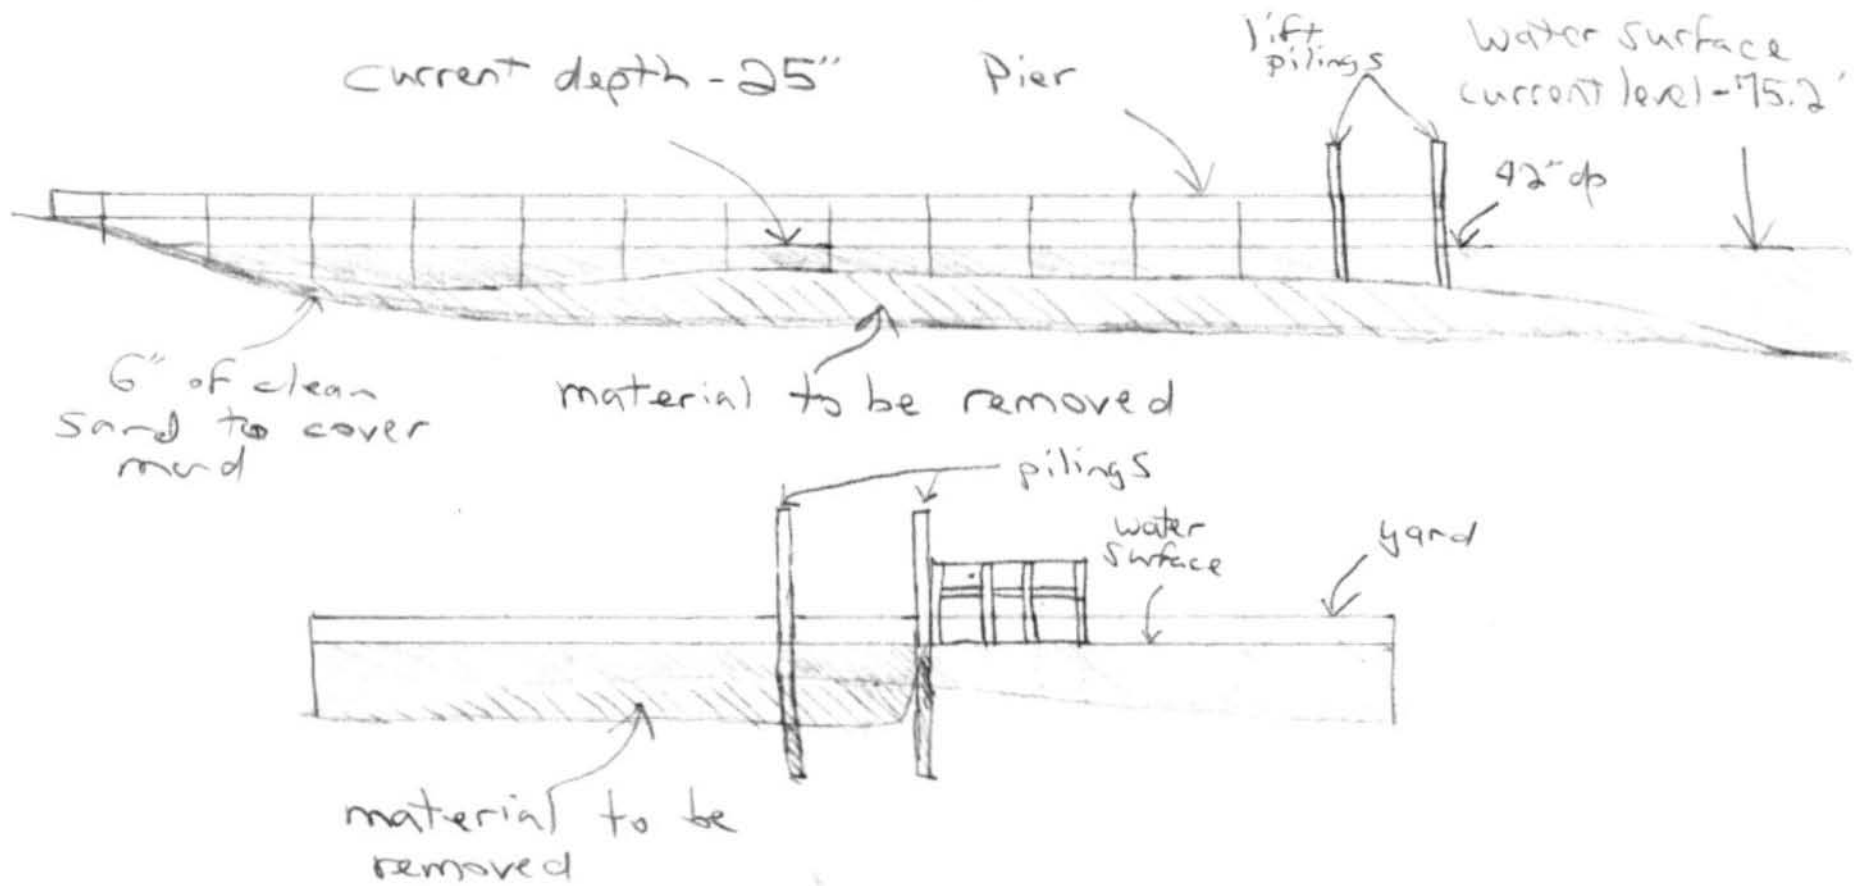 current depth - 25"
Pier
lift
pilings
Water surface
current level - 75.2'
42" dp
6" of clean
sand to cover
mud
material to be removed
pilings
water
surface
yard
material to be
removed